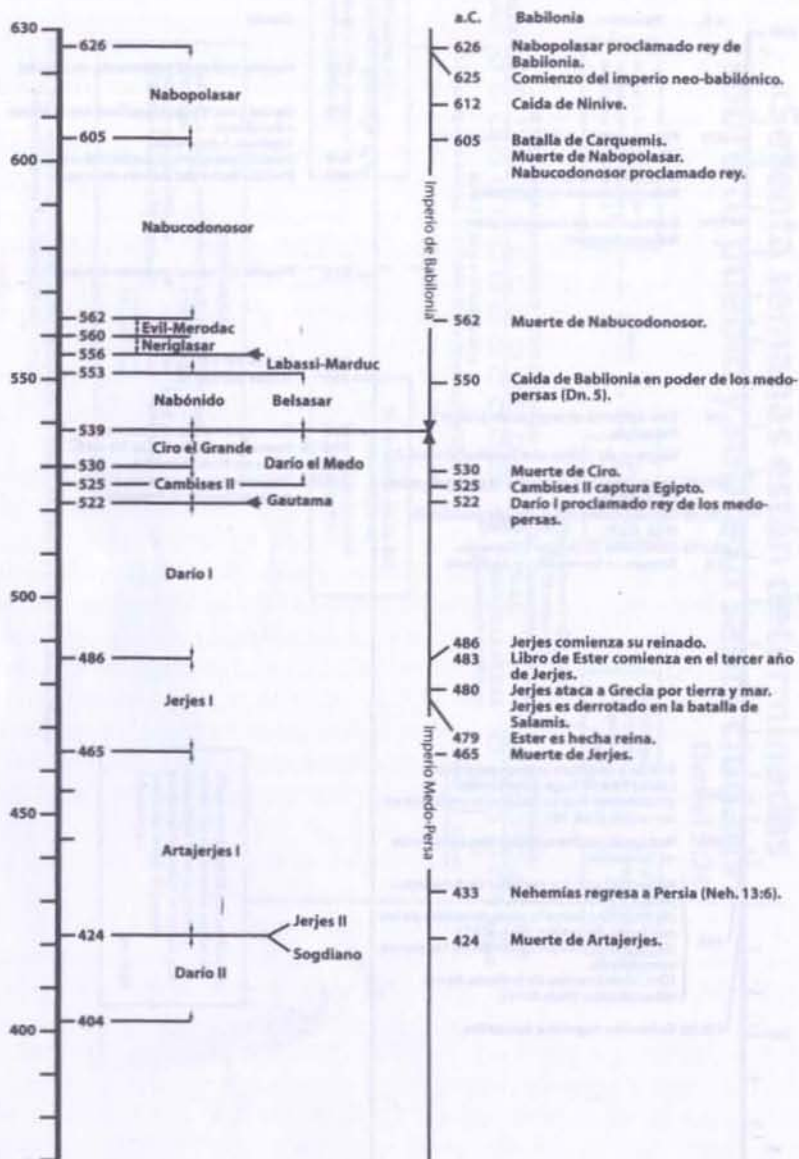 630
626
Nabopolasar
605
600
Nabucodonosor
562
Evil-Merodac
560
Neriglasar
556
Labassi-Marduc
553
550
Nabónido Belsasar
539
Ciro el Grande
Darío el Medo
530
525
Cambises II
522
Gautama
Darío I
500
486
Jerjes I
465
450
Artajerjes I
Jerjes II
424
Sogdiano
Darío II
404
400
Imperio de Babilonia
Imperio Medo-Persa
a.C. Babilonia
626 Nabopolasar proclamado rey de
Babilonia.
625 Comienzo del imperio neo-babilónico.
612 Caida de Ninive.
605 Batalla de Carquemis.
Muerte de Nabopolasar.
Nabucodonosor proclamado rey.
562 Muerte de Nabucodonosor.
550 Caida de Babilonia en poder de los medo-
persas (Dn. 5).
530 Muerte de Ciro.
525 Cambises II captura Egipto.
522 Darío I proclamado rey de los medo-
persas.
486 Jerjes comienza su reinado.
483 Libro de Ester comienza en el tercer año
de Jerjes.
480 Jerjes ataca a Grecia por tierra y mar.
Jerjes es derrotado en la batalla de
Salamis.
479 Ester es hecha reina.
465 Muerte de Jerjes.
433 Nehemías regresa a Persia (Neh. 13:6).
424 Muerte de Artajerjes.